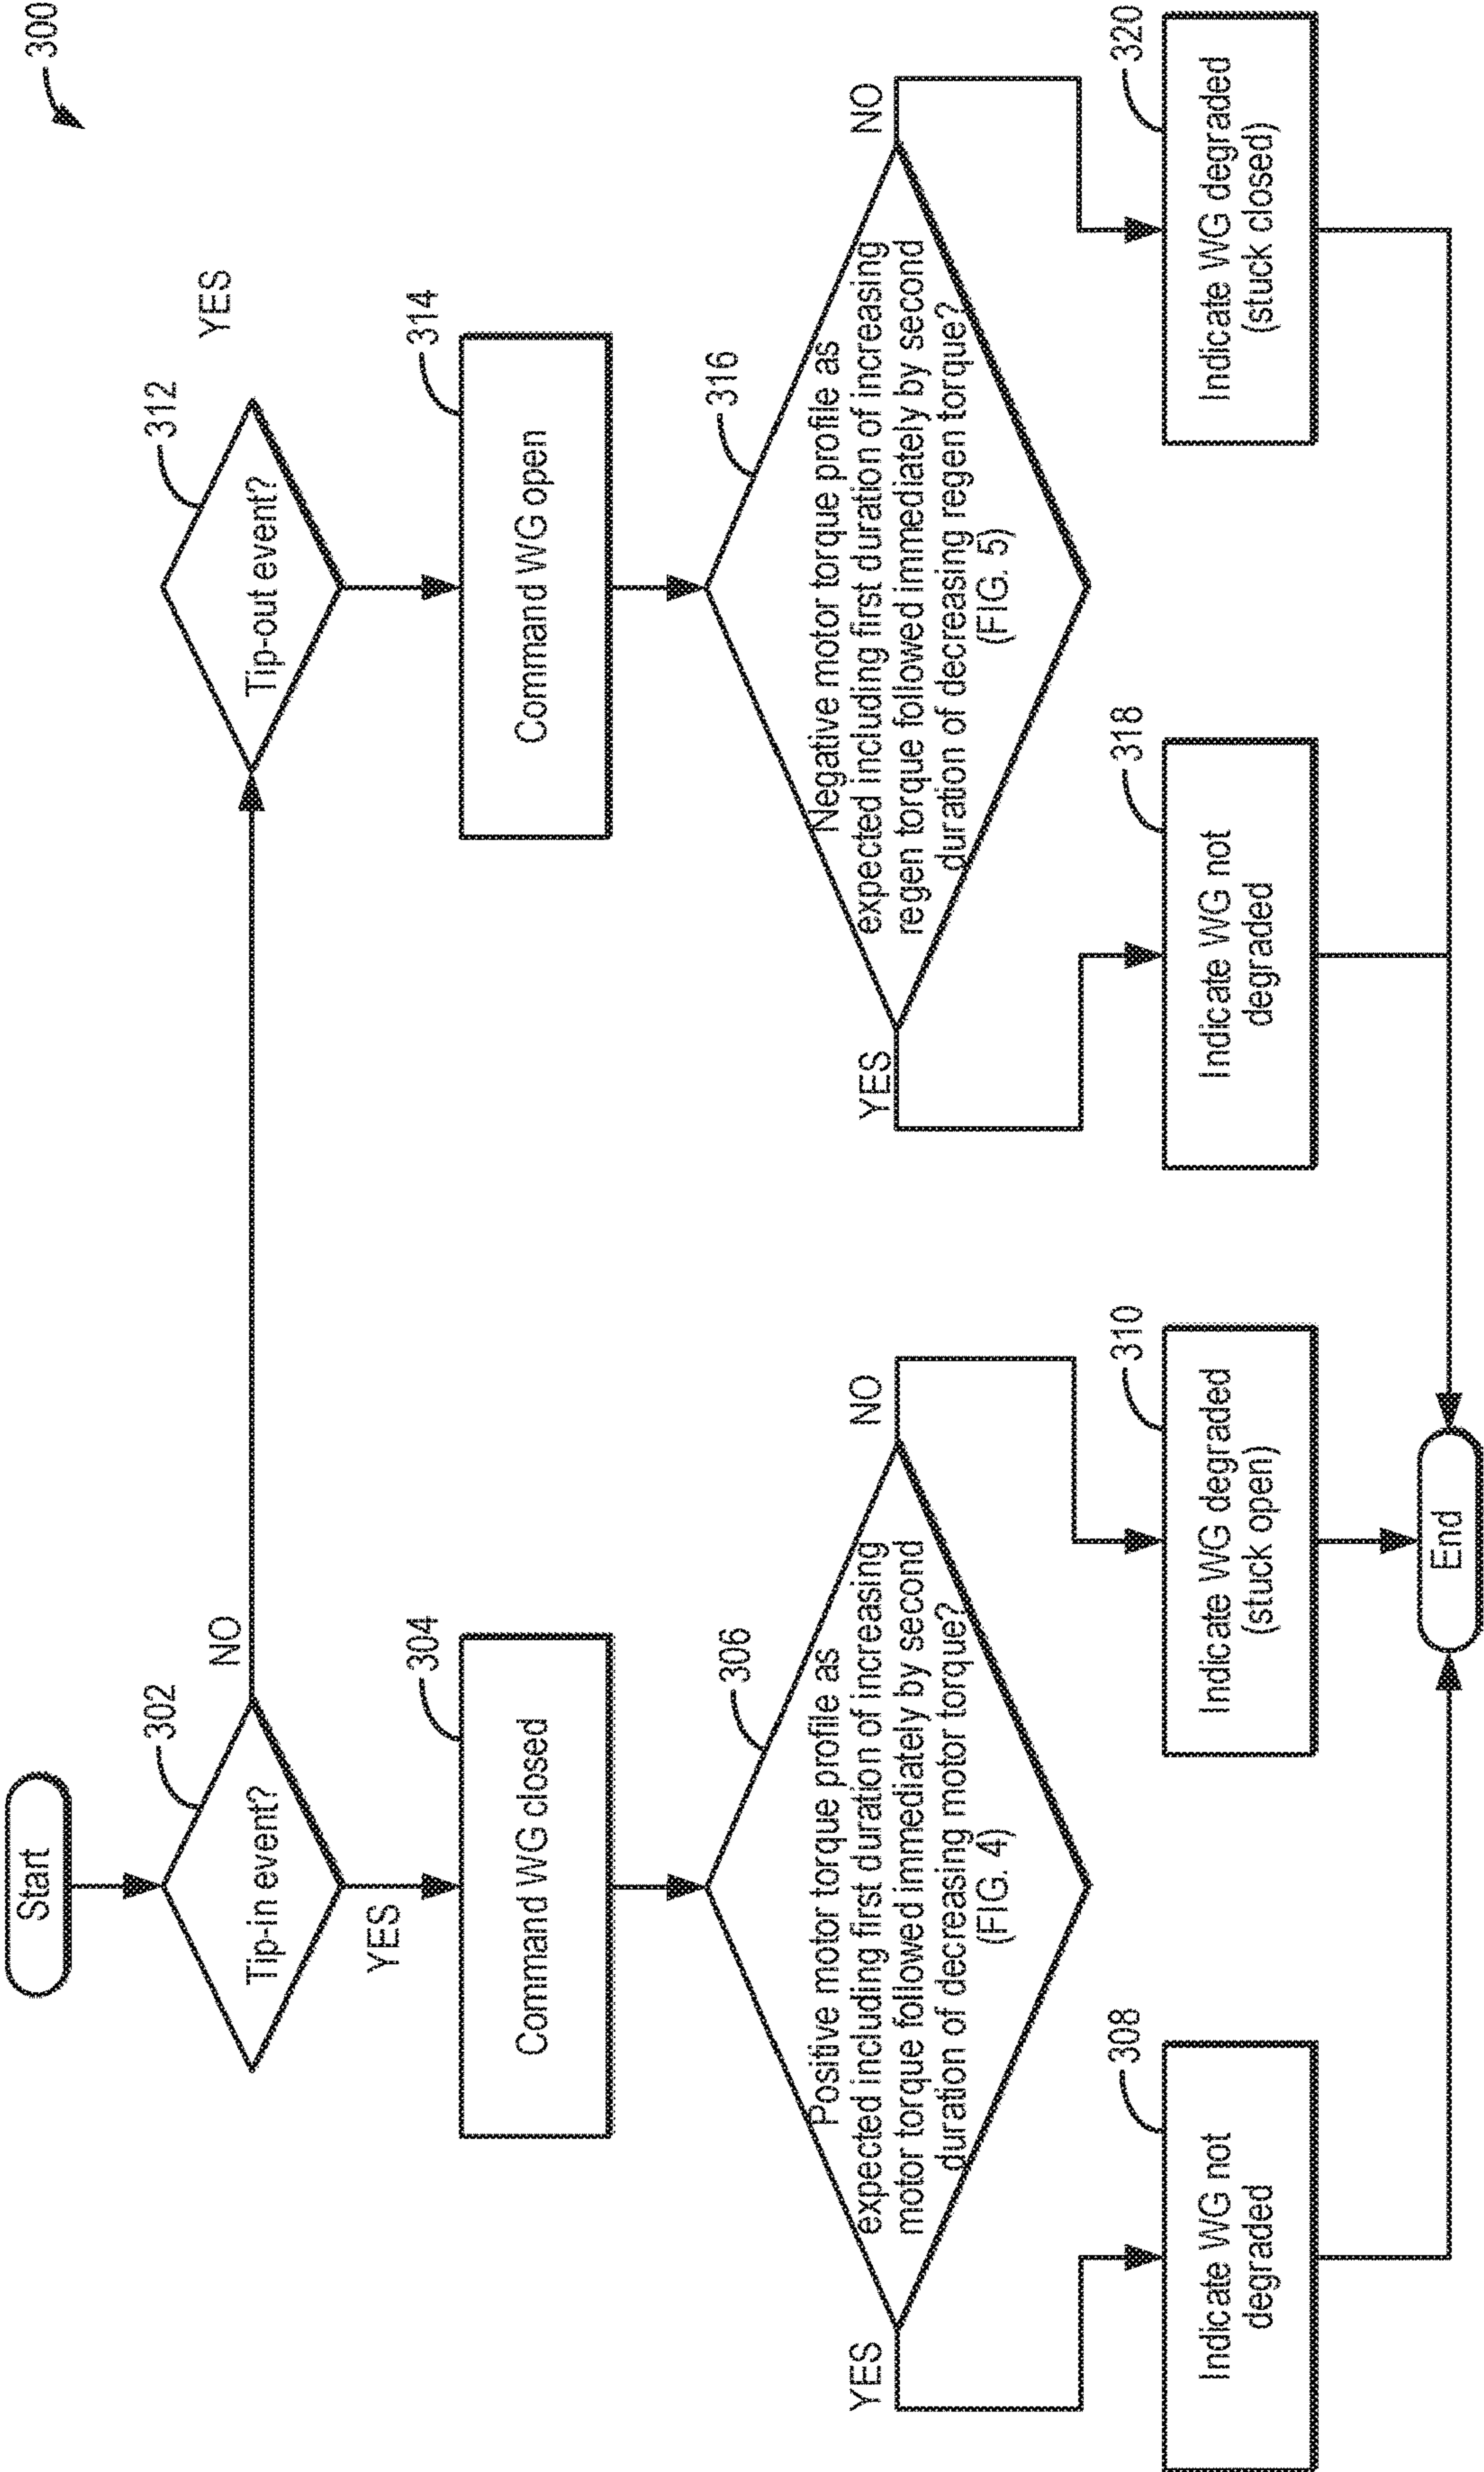 300
Start
302
Tip-in event?
NO
YES
304
Command WG closed
306
Positive motor torque profile as
expected including first duration of increasing
motor torque followed immediately by second
duration of decreasing motor torque?
(FIG. 4)
YES
NO
308
Indicate WG not
degraded
310
Indicate WG degraded
(stuck open)
312
Tip-out event?
YES
314
Command WG open
316
Negative motor torque profile as
expected including first duration of increasing
regen torque followed immediately by second
duration of decreasing regen torque?
(FIG. 5)
YES
NO
318
Indicate WG not
degraded
320
Indicate WG degraded
(stuck closed)
End